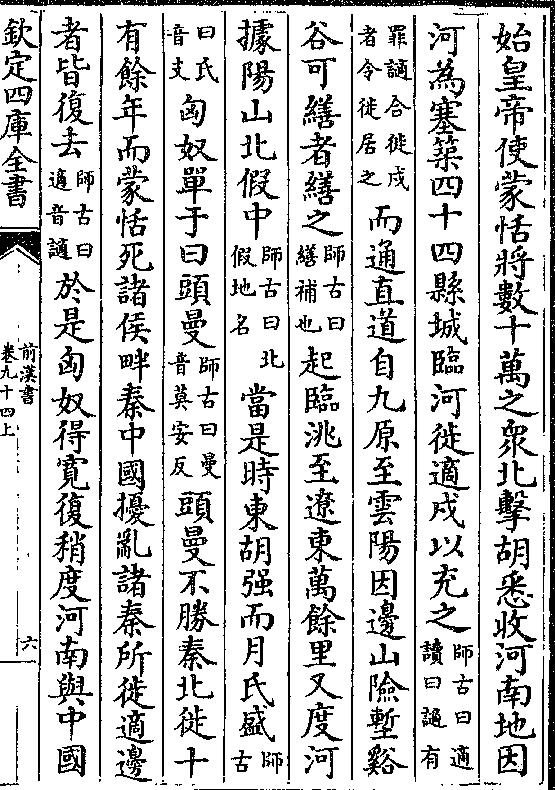 始皇帝使蒙恬將數十萬之衆北擊胡悉收河南地因
河為塞築四十四縣城臨河徙適戍以充之師古曰適讀曰謫有
罪謫合徙戍者令徙居之而通直道自九原至雲陽因邊山險塹谿
谷可繕者繕之師古曰繕補也起臨洮至遼東萬餘里又度河
據陽山北假中師古曰北假地名當是時東胡强而月氏盛師古
曰氏音支匈奴單于曰頭曼師古曰曼音莫安反頭曼不勝秦北徙十
有餘年而蒙恬死諸侯畔秦中國擾亂諸秦所徙適邊
者皆復去師古曰適音謫於是匈奴得寛復稍度河南與中國
欽定四庫全書
前漢書
卷九十四上
六